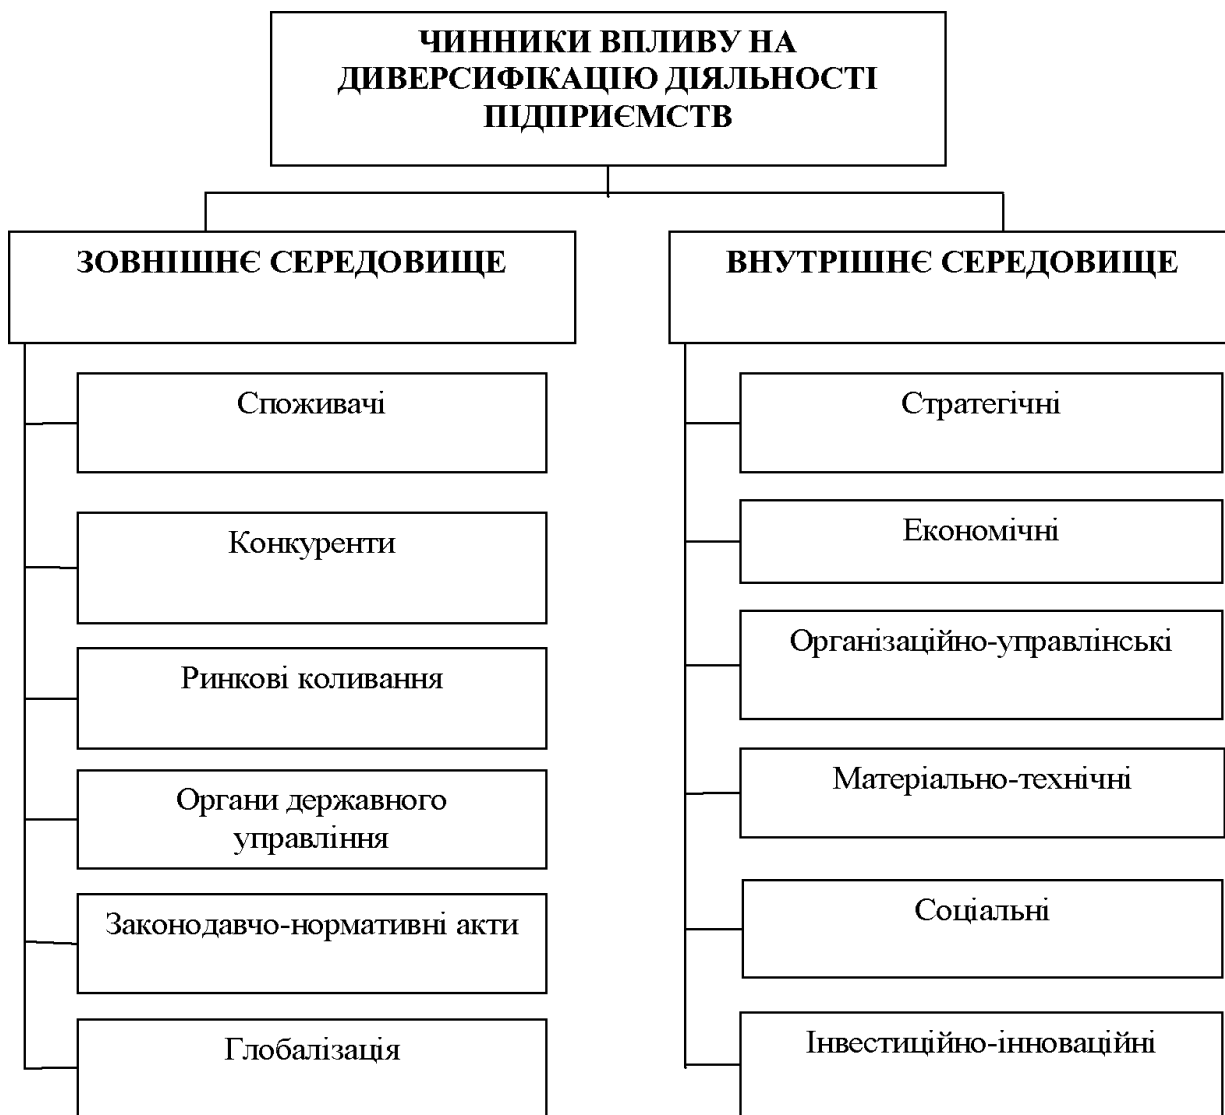 ЧИННИКИ ВПЛИВУ НА
ДИВЕРСИФІКАЦІЮ ДІЯЛЬНОСТІ
ПІДПРИЄМСТВ
ЗОВНІШНЄ СЕРЕДОВИЩЕ
Споживачі
Конкуренти
Ринкові коливання
Органи державного
управління
Законодавчо-нормативні акти
Глобалізація
ВНУТРІШНЄ СЕРЕДОВИЩЕ
Стратегічні
Економічні
Організаційно-управлінські
Матеріально-технічні
Соціальні
Інвестиційно-інноваційні